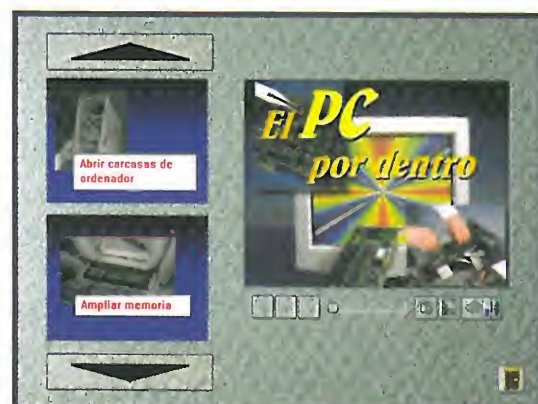 Abrir carcasas de
ordenador
Ampliar memoria
El PC
por dentro